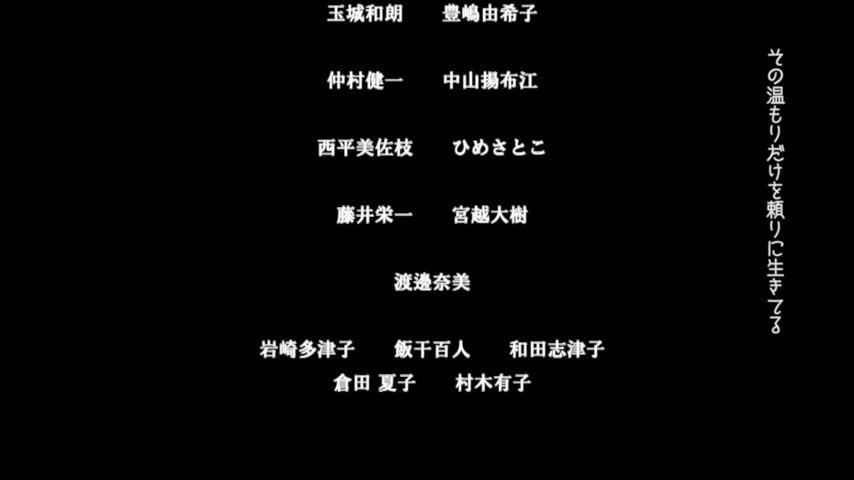 玉城和朗　　豊嶋由希子
仲村健一　　中山揚布江
西平美佐枝　　ひめさとこ
藤井栄一　　宮越大樹
渡邊奈美
岩崎多津子　　飯干百人　　和田志津子
倉田 夏子　　村木有子
その温もりだけを頼りに生きてる